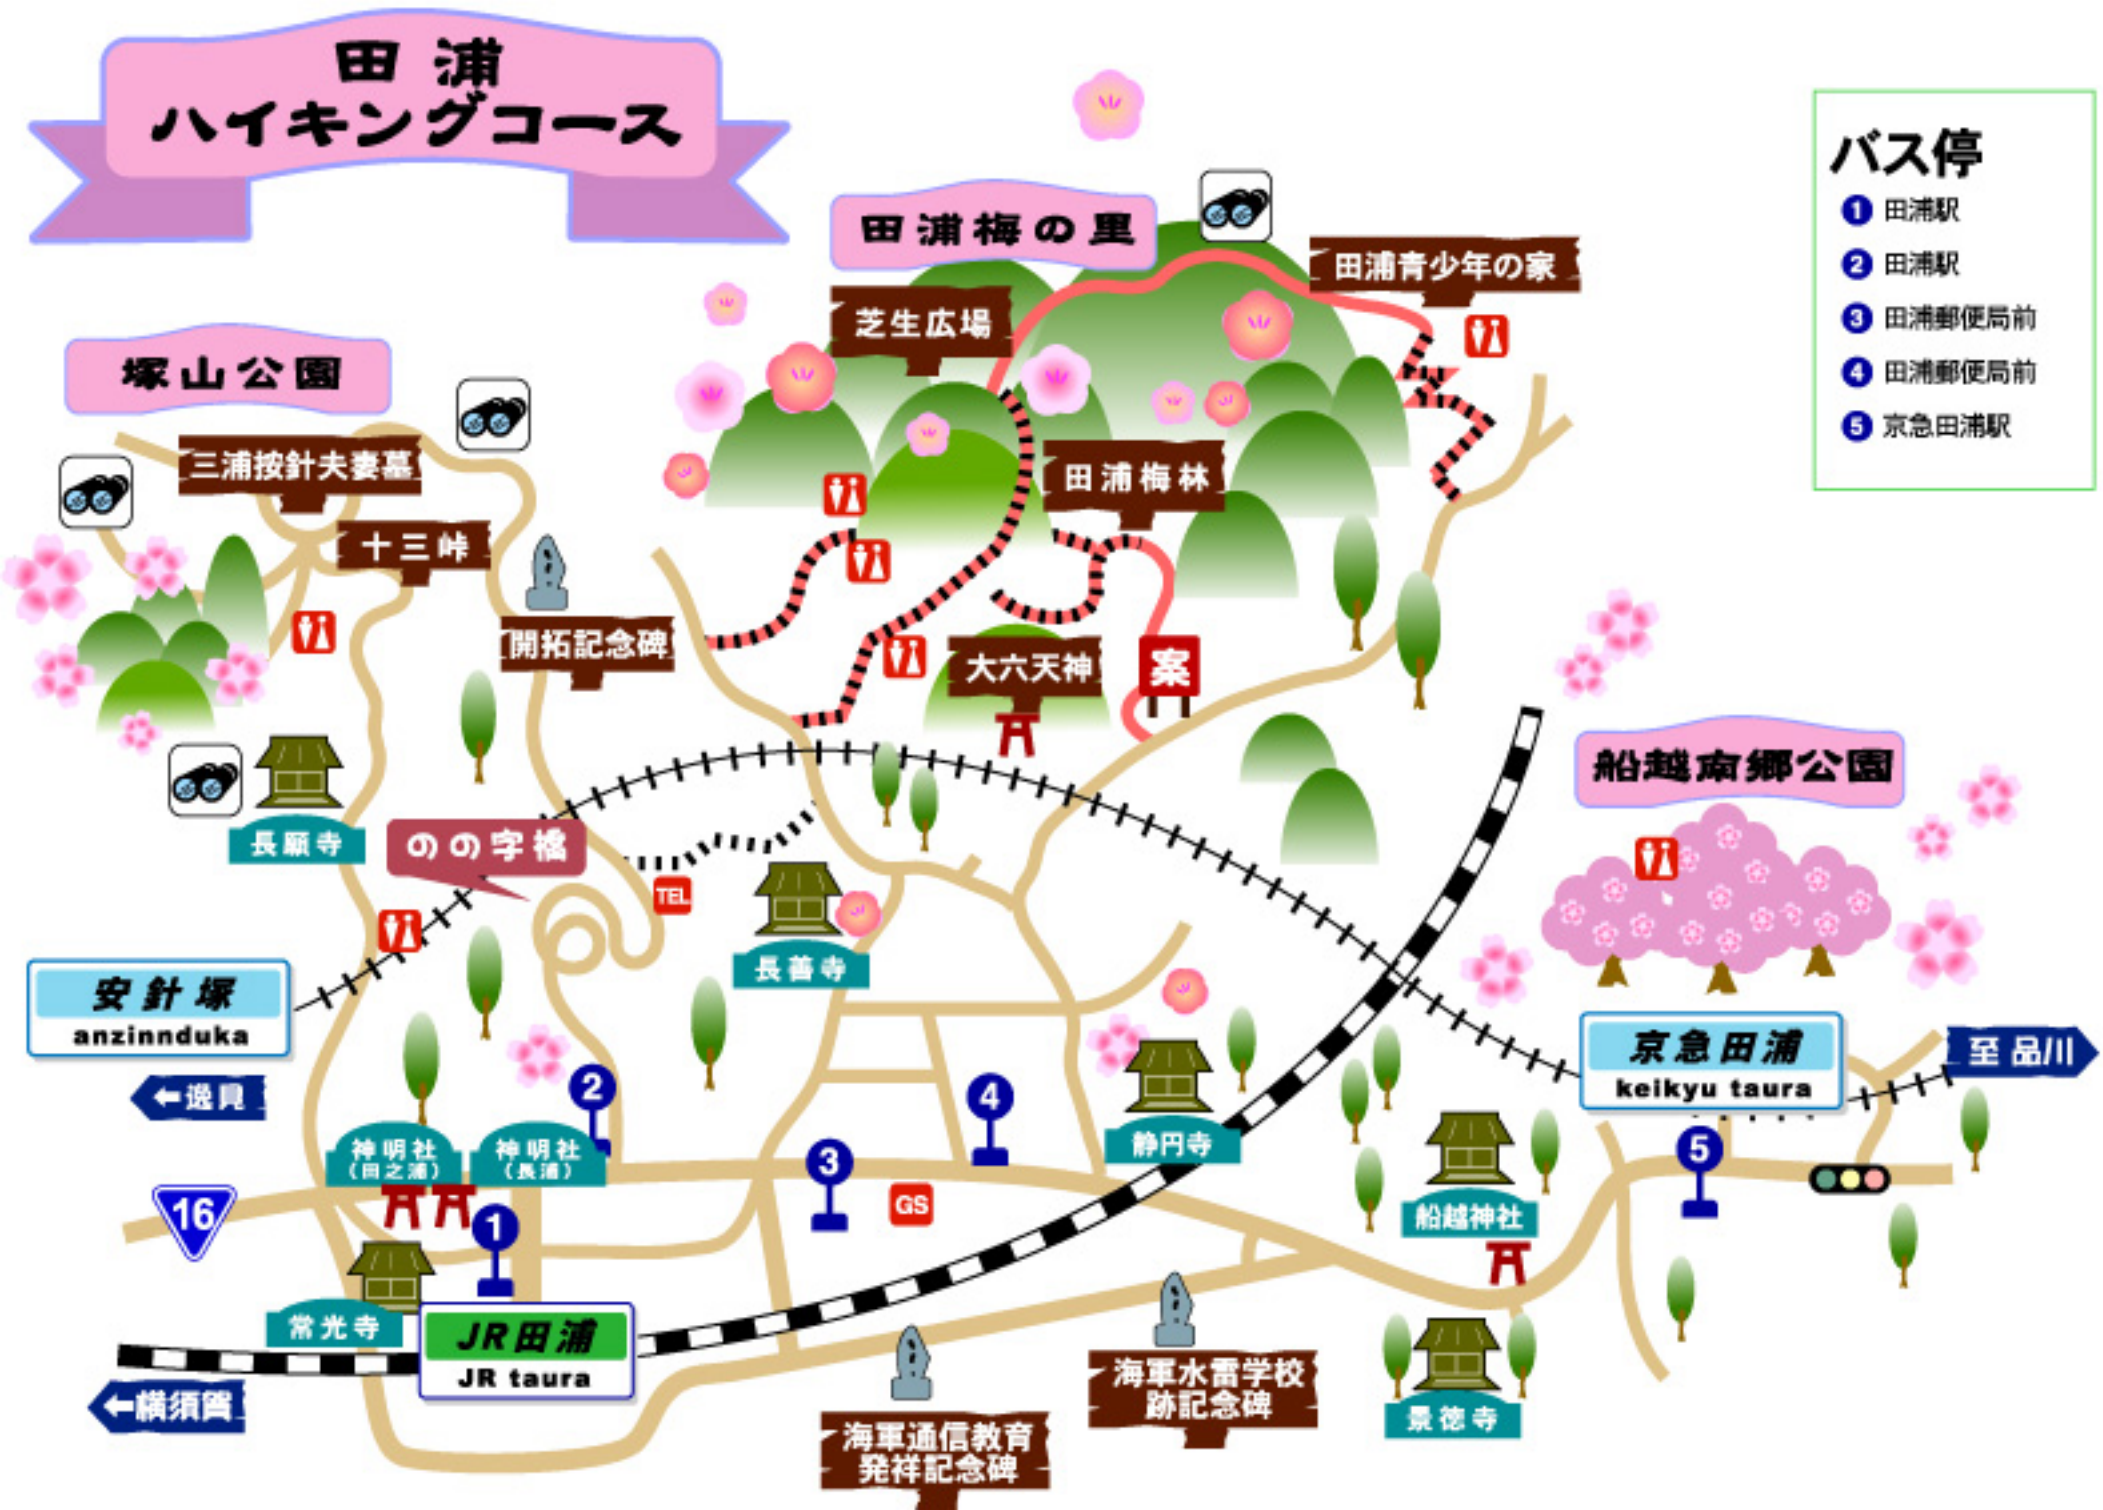 田浦
ハイキングコース
バス停
1 田浦駅
2 田浦駅
3 田浦郵便局前
4 田浦郵便局前
5 京急田浦駅
田浦梅の里
田浦青少年の家
芝生広場
塚山公園
三浦按針夫妻墓
田浦梅林
十三峠
開拓記念碑
大六天神
案
船越南郷公園
長願寺
のの字橋
TEL
長善寺
安針塚
anzinnduka
←逸見
京急田浦
keikyu taura
至品川
2
4
静円寺
神明社
(田之浦)
神明社
(長浦)
3
5
16
1
GS
船越神社
常光寺
JR田浦
JR taura
←横須賀
海軍水雷学校
跡記念碑
景徳寺
海軍通信教育
発祥記念碑